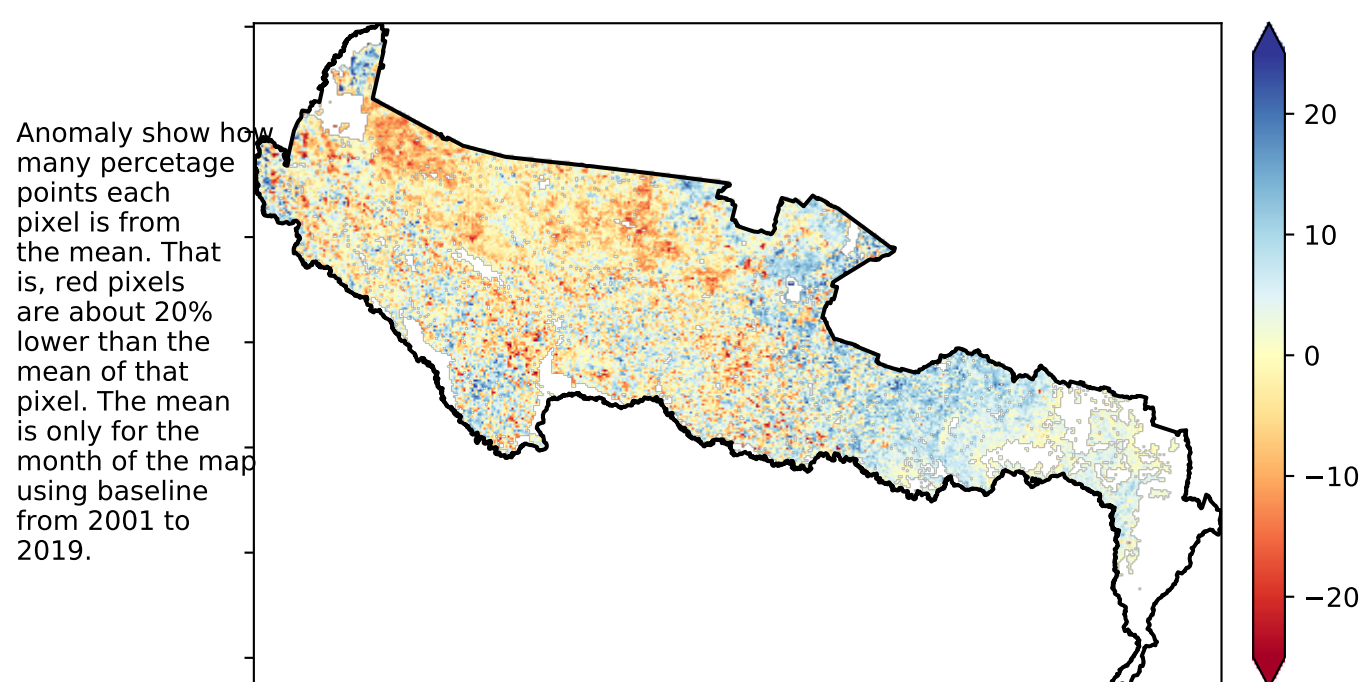 Anomaly show how
many percetage
points each
pixel is from
the mean. That
is, red pixels
are about 20%
lower than the
mean of that
pixel. The mean
is only for the
month of the map
using baseline
from 2001 to
2019.
20
10
0
−10
−20